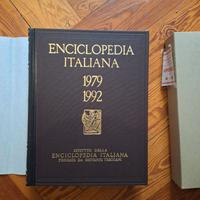 ENCICLOPEDIA
ITALIANA
1979
1992
ISTITUTO DELLA
ENCICLOPEDIA ITALIANA
FONDATA DA GIOVANNI TRECCANI